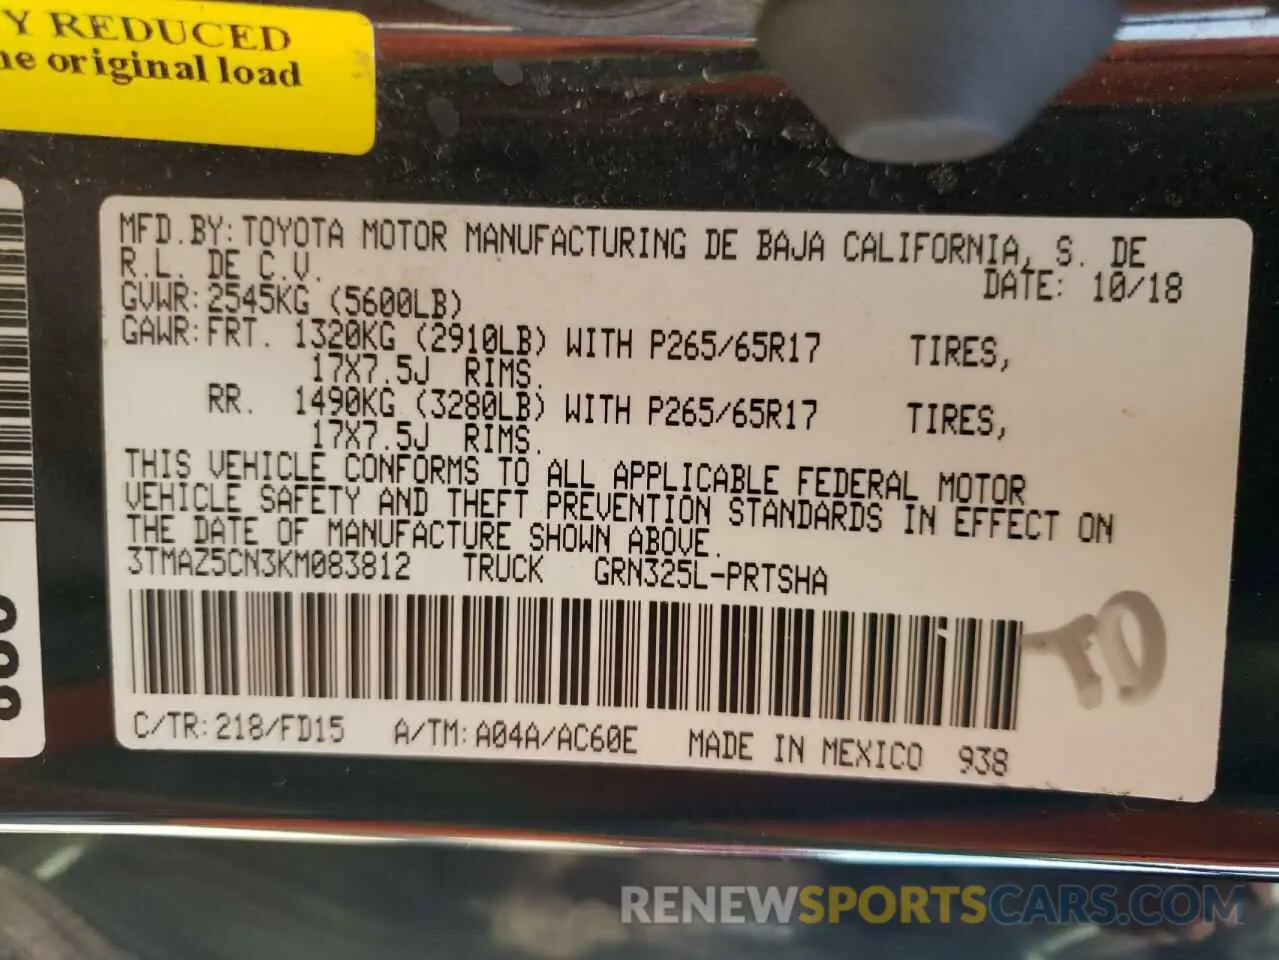 Y REDUCED
he original load
MFD.BY:TOYOTA MOTOR MANUFACTURING DE BAJA CALIFORNIA, S. DE
R.L. DE C.V.
DATE: 10/18
GVWR:2545KG (5600LB)
GAWR:FRT. 1320KG (2910LB) WITH P265/65R17 TIRES,
17X7.5J RIMS.
RR. 1490KG (3280LB) WITH P265/65R17 TIRES,
17X7.5J RIMS.
THIS VEHICLE CONFORMS TO ALL APPLICABLE FEDERAL MOTOR
VEHICLE SAFETY AND THEFT PREVENTION STANDARDS IN EFFECT ON
THE DATE OF MANUFACTURE SHOWN ABOVE.
3TMAZ5CN3KM083812 TRUCK GRN325L-PRTSHA
C/TR:218/FD15 A/TM:A04A/AC60E MADE IN MEXICO 938
RENEWSPORTSCARS.COM